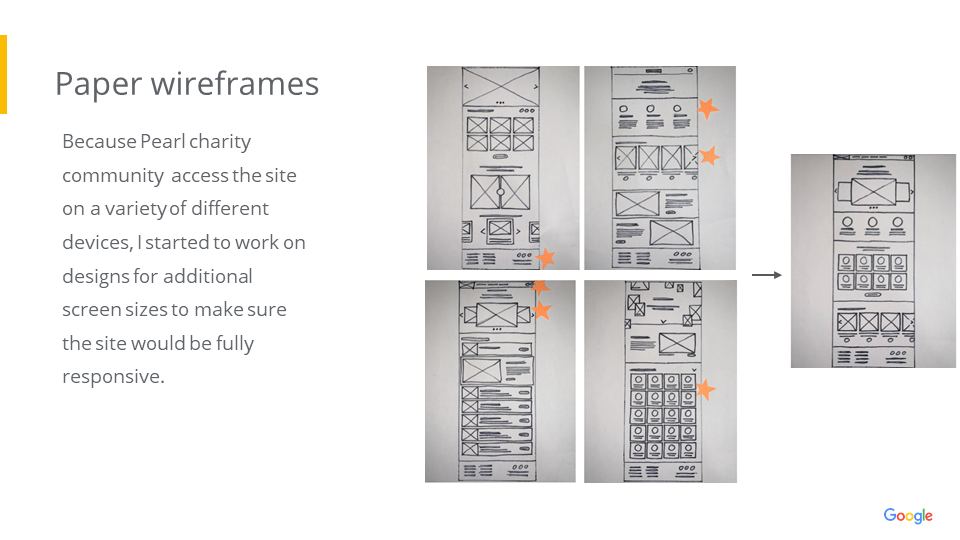 Paper wireframes
Because Pearl charity
community access the site
on a variety of different
devices, I started to work on
designs for additional
screen sizes to make sure
the site would be fully
responsive.
Google